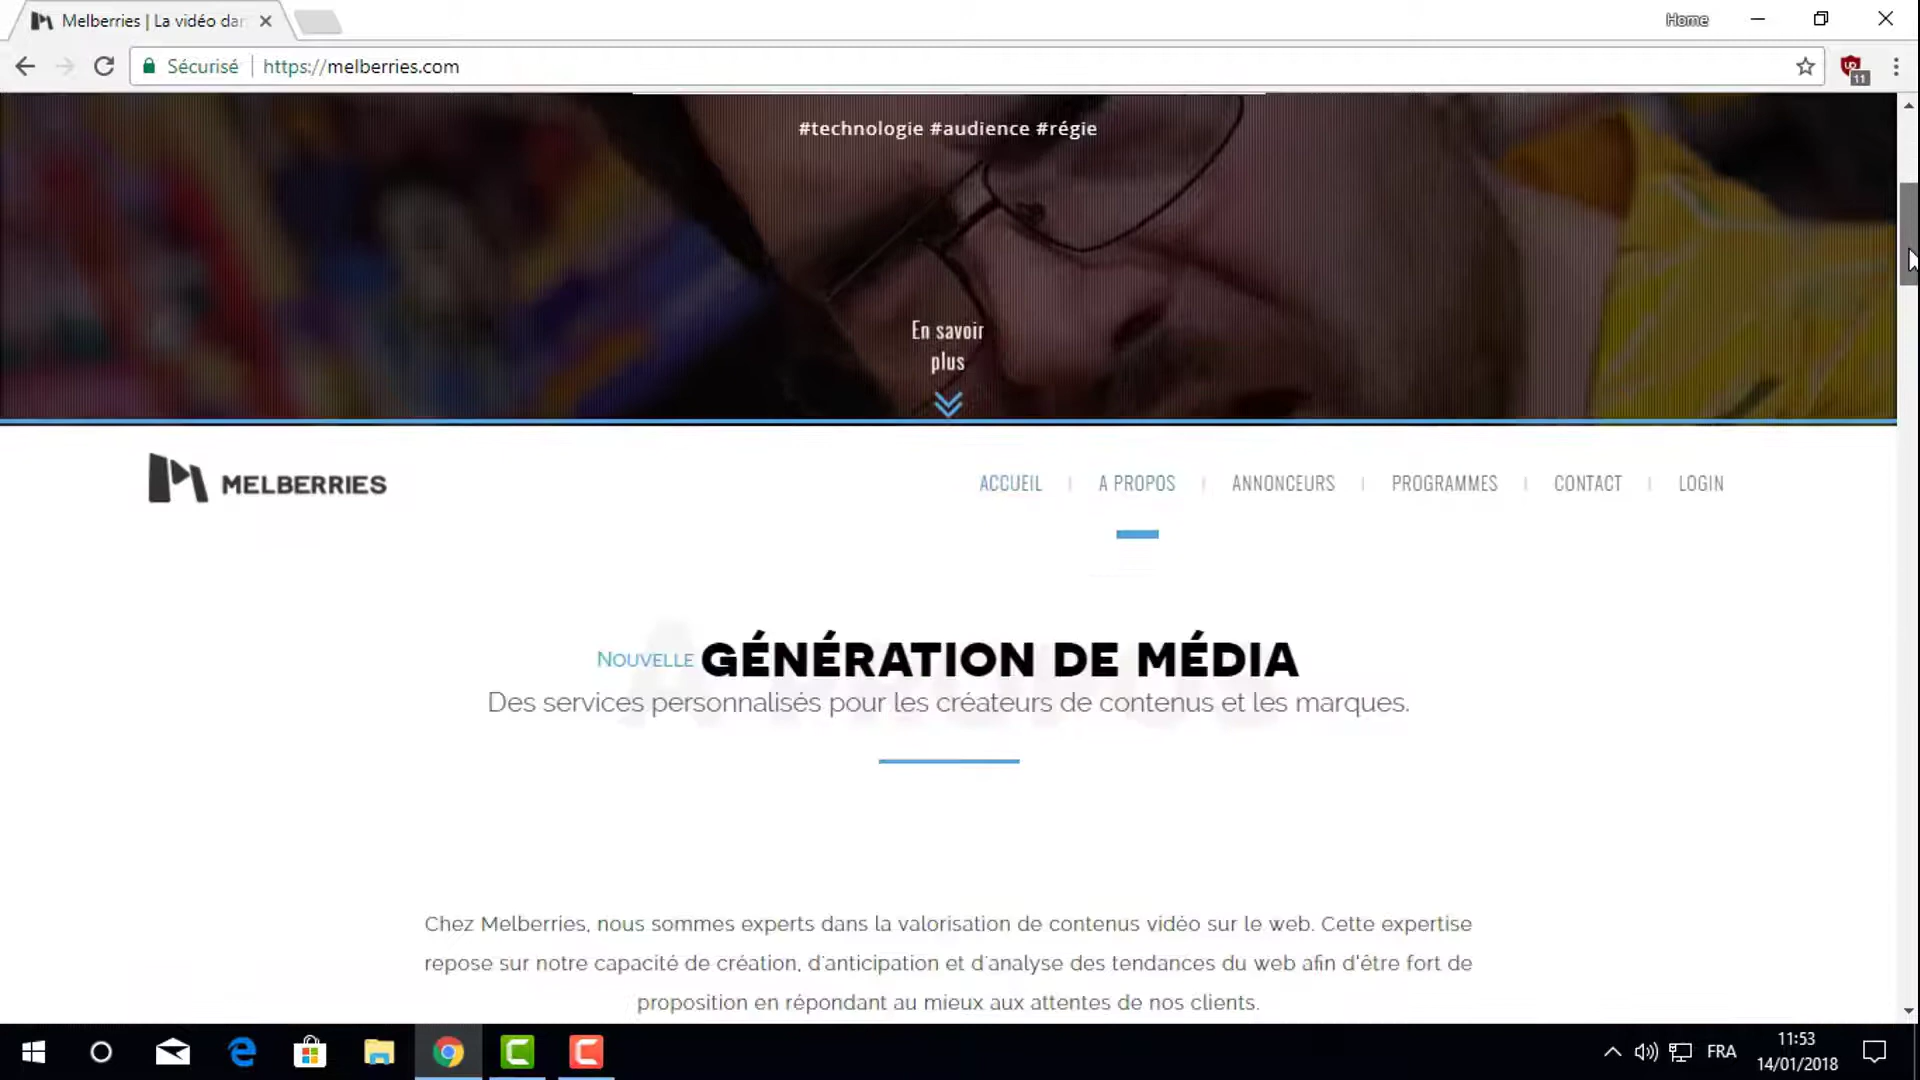 Melberries | La vidéo dan
Home
Sécurisé
https://melberries.com
11
#technologie #audience #régie
En savoir
plus
MELBERRIES
ACCUEIL | A PROPOS | ANNONCEURS | PROGRAMMES | CONTACT | LOGIN
NOUVELLE GÉNÉRATION DE MÉDIA
Des services personnalisés pour les créateurs de contenus et les marques.
Chez Melberries, nous sommes experts dans la valorisation de contenus vidéo sur le web. Cette expertise
repose sur notre capacité de création, d'anticipation et d'analyse des tendances du web afin d'être fort de
proposition en répondant au mieux aux attentes de nos clients.
FRA
11:53
14/01/2018